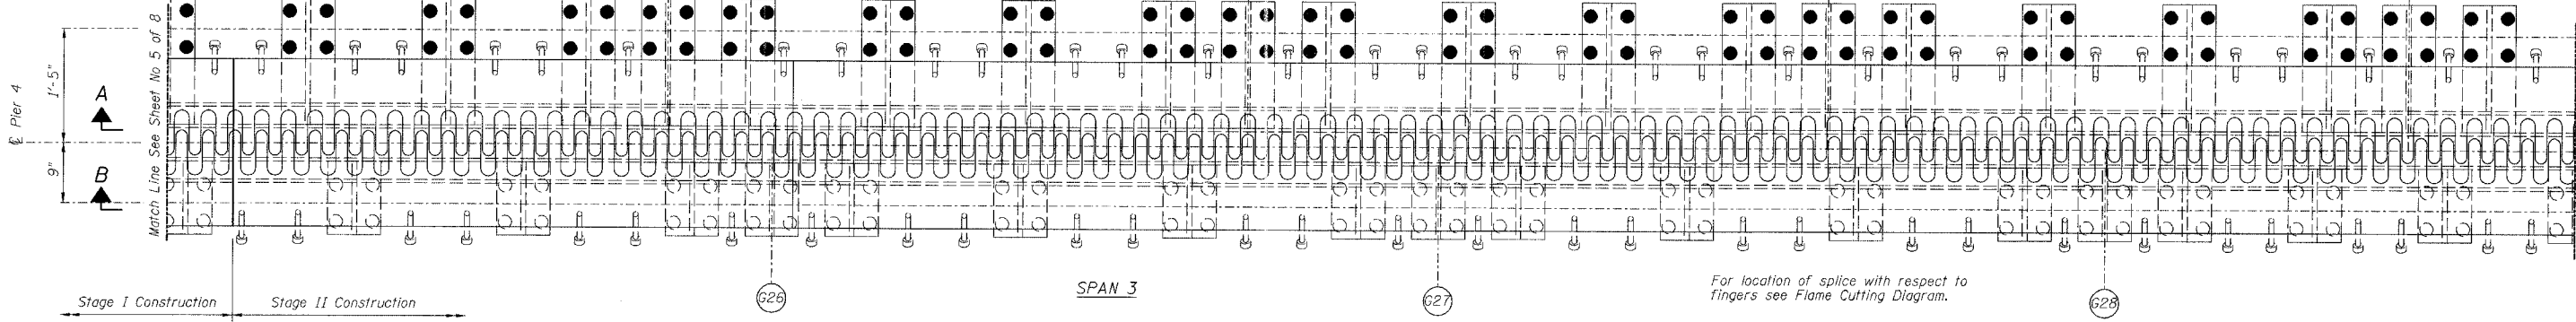 ℄ Pier 4
1'-5"
9"
A
B
Match Line See Sheet No 5 of 8
Stage I Construction
Stage II Construction
G26
SPAN 3
G27
For location of splice with respect to
fingers see Flame Cutting Diagram.
G28